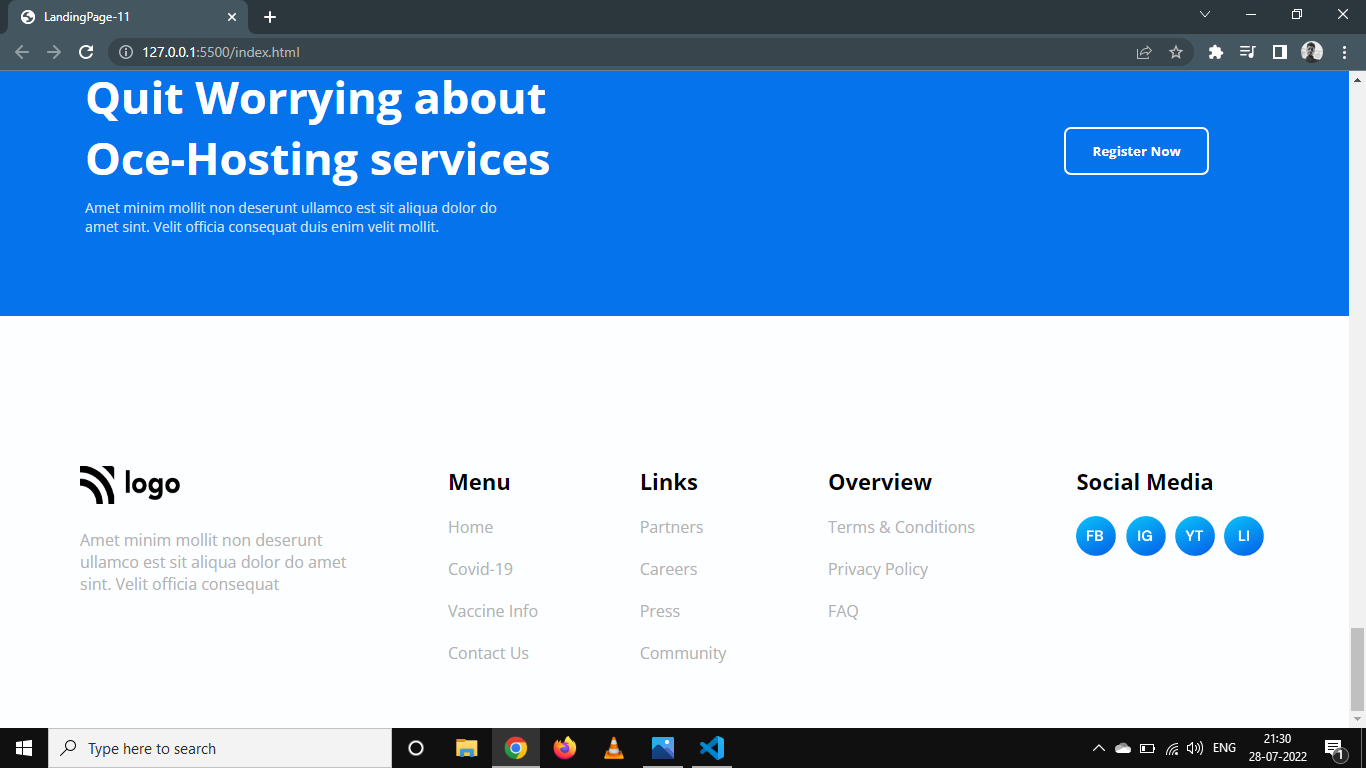 LandingPage-11
127.0.0.1:5500/index.html
Quit Worrying about
Oce-Hosting services
Amet minim mollit non deserunt ullamco est sit aliqua dolor do
amet sint. Velit officia consequat duis enim velit mollit.
Register Now
logo
Amet minim mollit non deserunt
ullamco est sit aliqua dolor do amet
sint. Velit officia consequat
Menu
Home
Covid-19
Vaccine Info
Contact Us
Links
Partners
Careers
Press
Community
Overview
Terms & Conditions
Privacy Policy
FAQ
Social Media
FB IG YT LI
Type here to search
ENG
21:30
28-07-2022
1